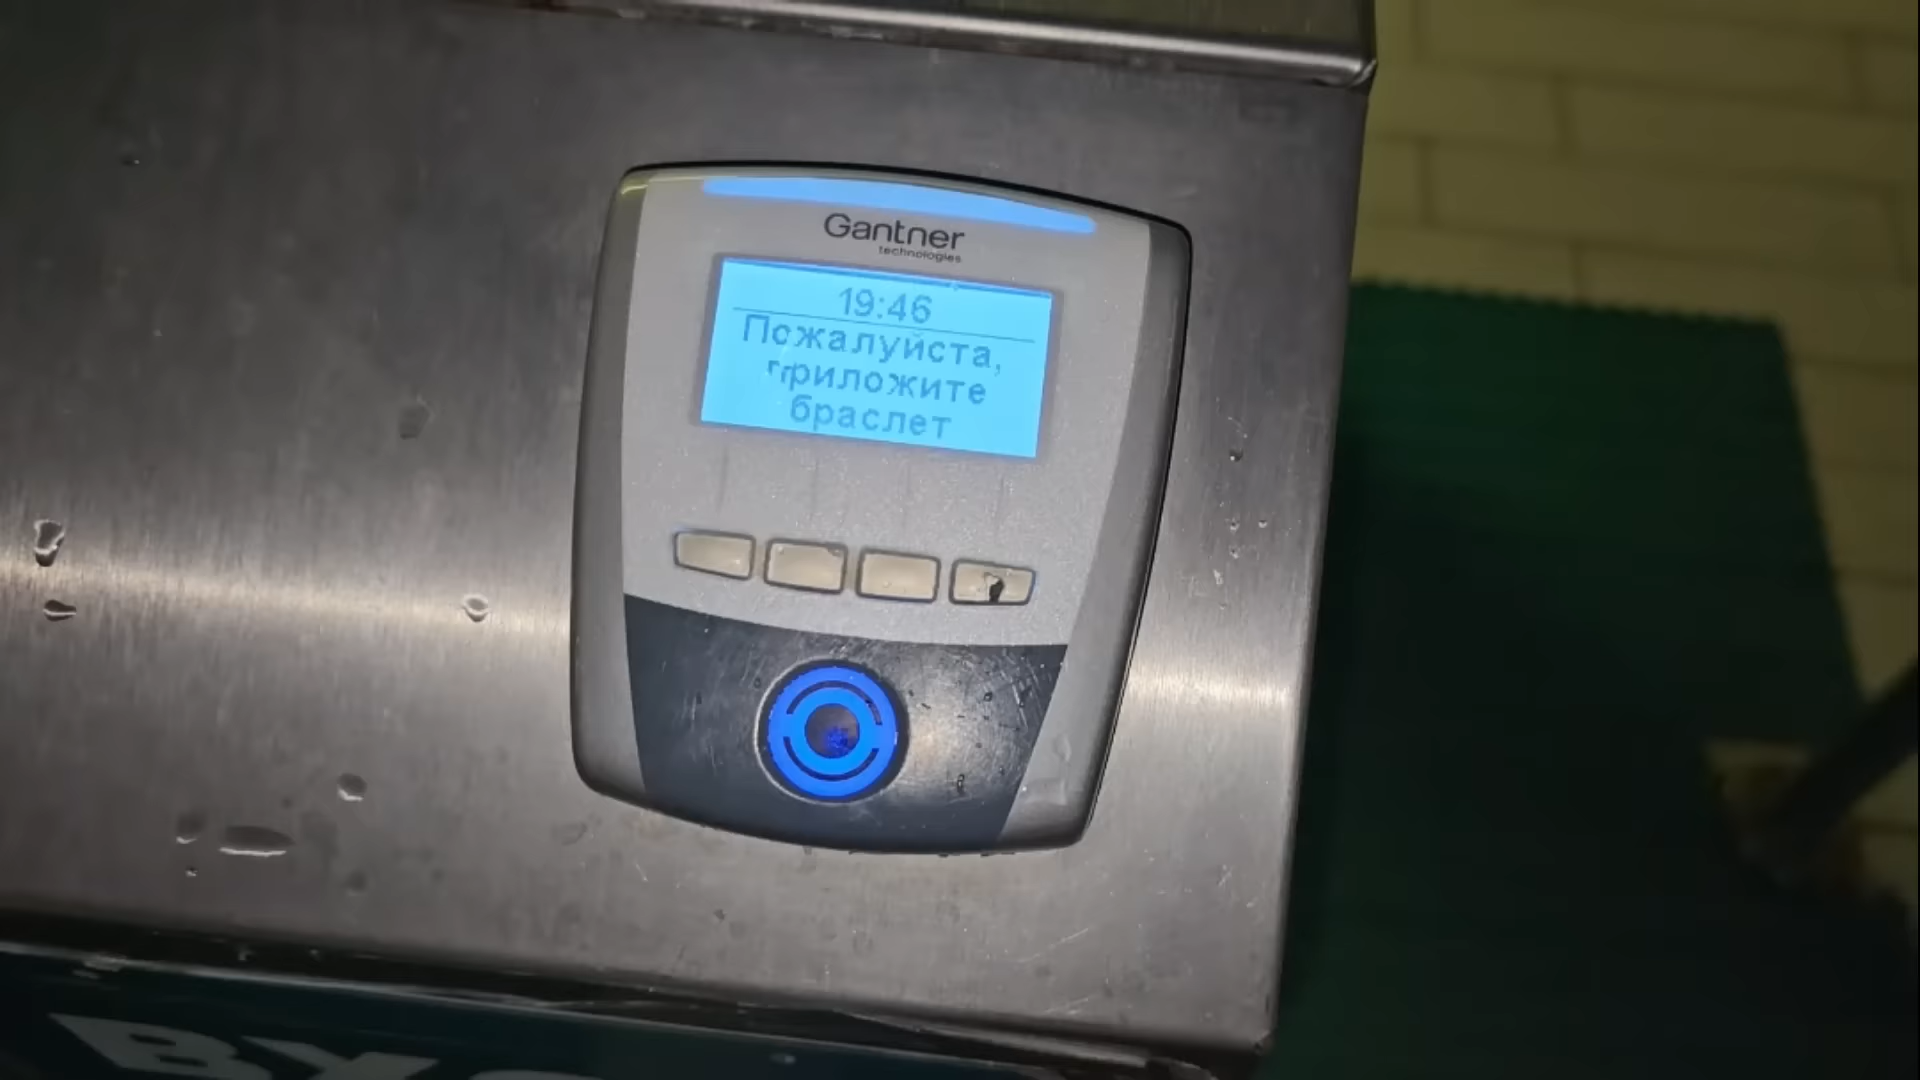 Gantner
technologies
19:46
Пожалуйста,
приложите
браслет